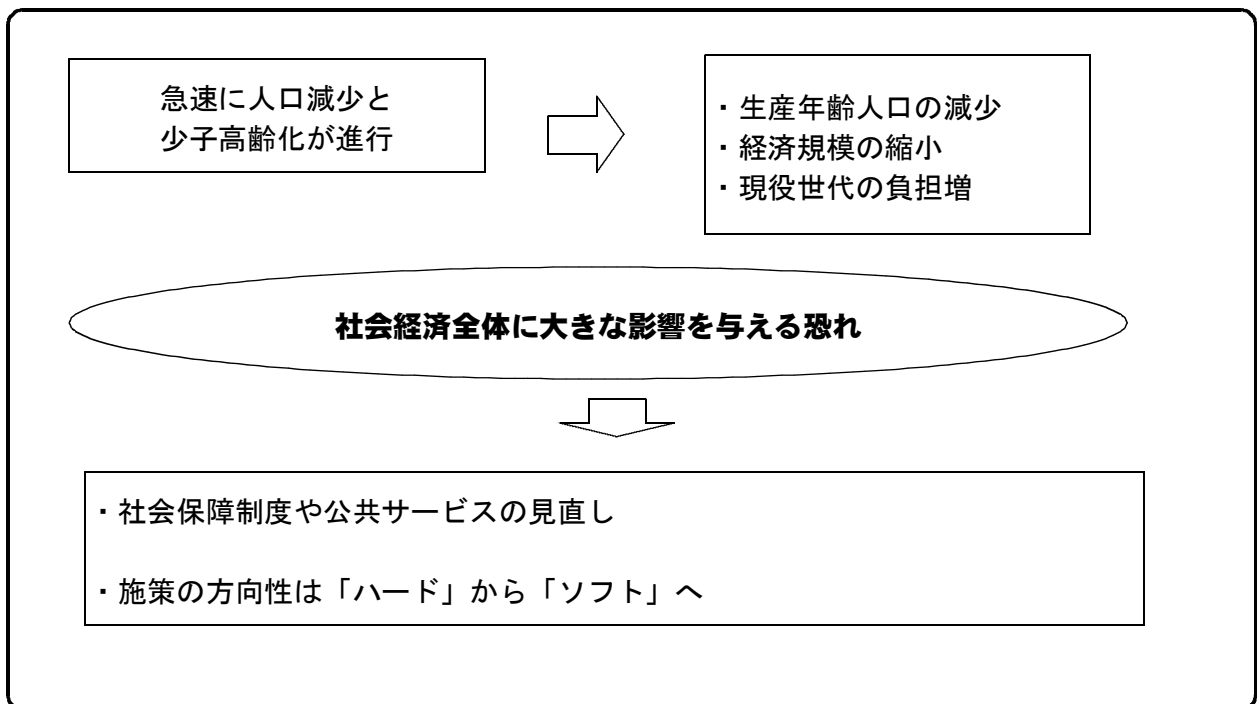 急速に人口減少と
少子高齢化が進行
・生産年齢人口の減少
・経済規模の縮小
・現役世代の負担増
社会経済全体に大きな影響を与える恐れ
・社会保障制度や公共サービスの見直し
・施策の方向性は「ハード」から「ソフト」へ